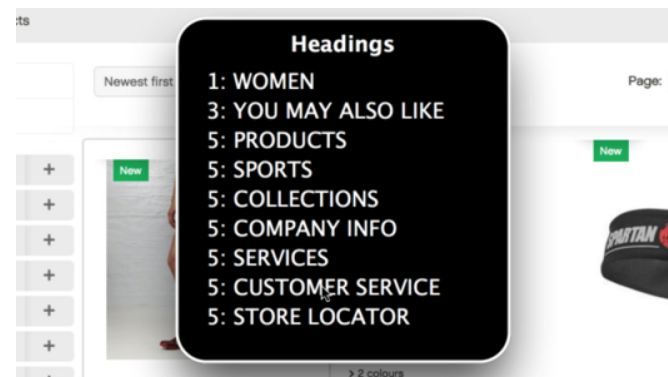 cts
Headings
1: WOMEN
Newest first
Page:
3: YOU MAY ALSO LIKE
5: PRODUCTS
5: SPORTS
New
New
5: COLLECTIONS
5: COMPANY INFO
SPARTAN
5: SERVICES
5: CUSTOMER SERVICE
5: STORE LOCATOR
> 2 colours